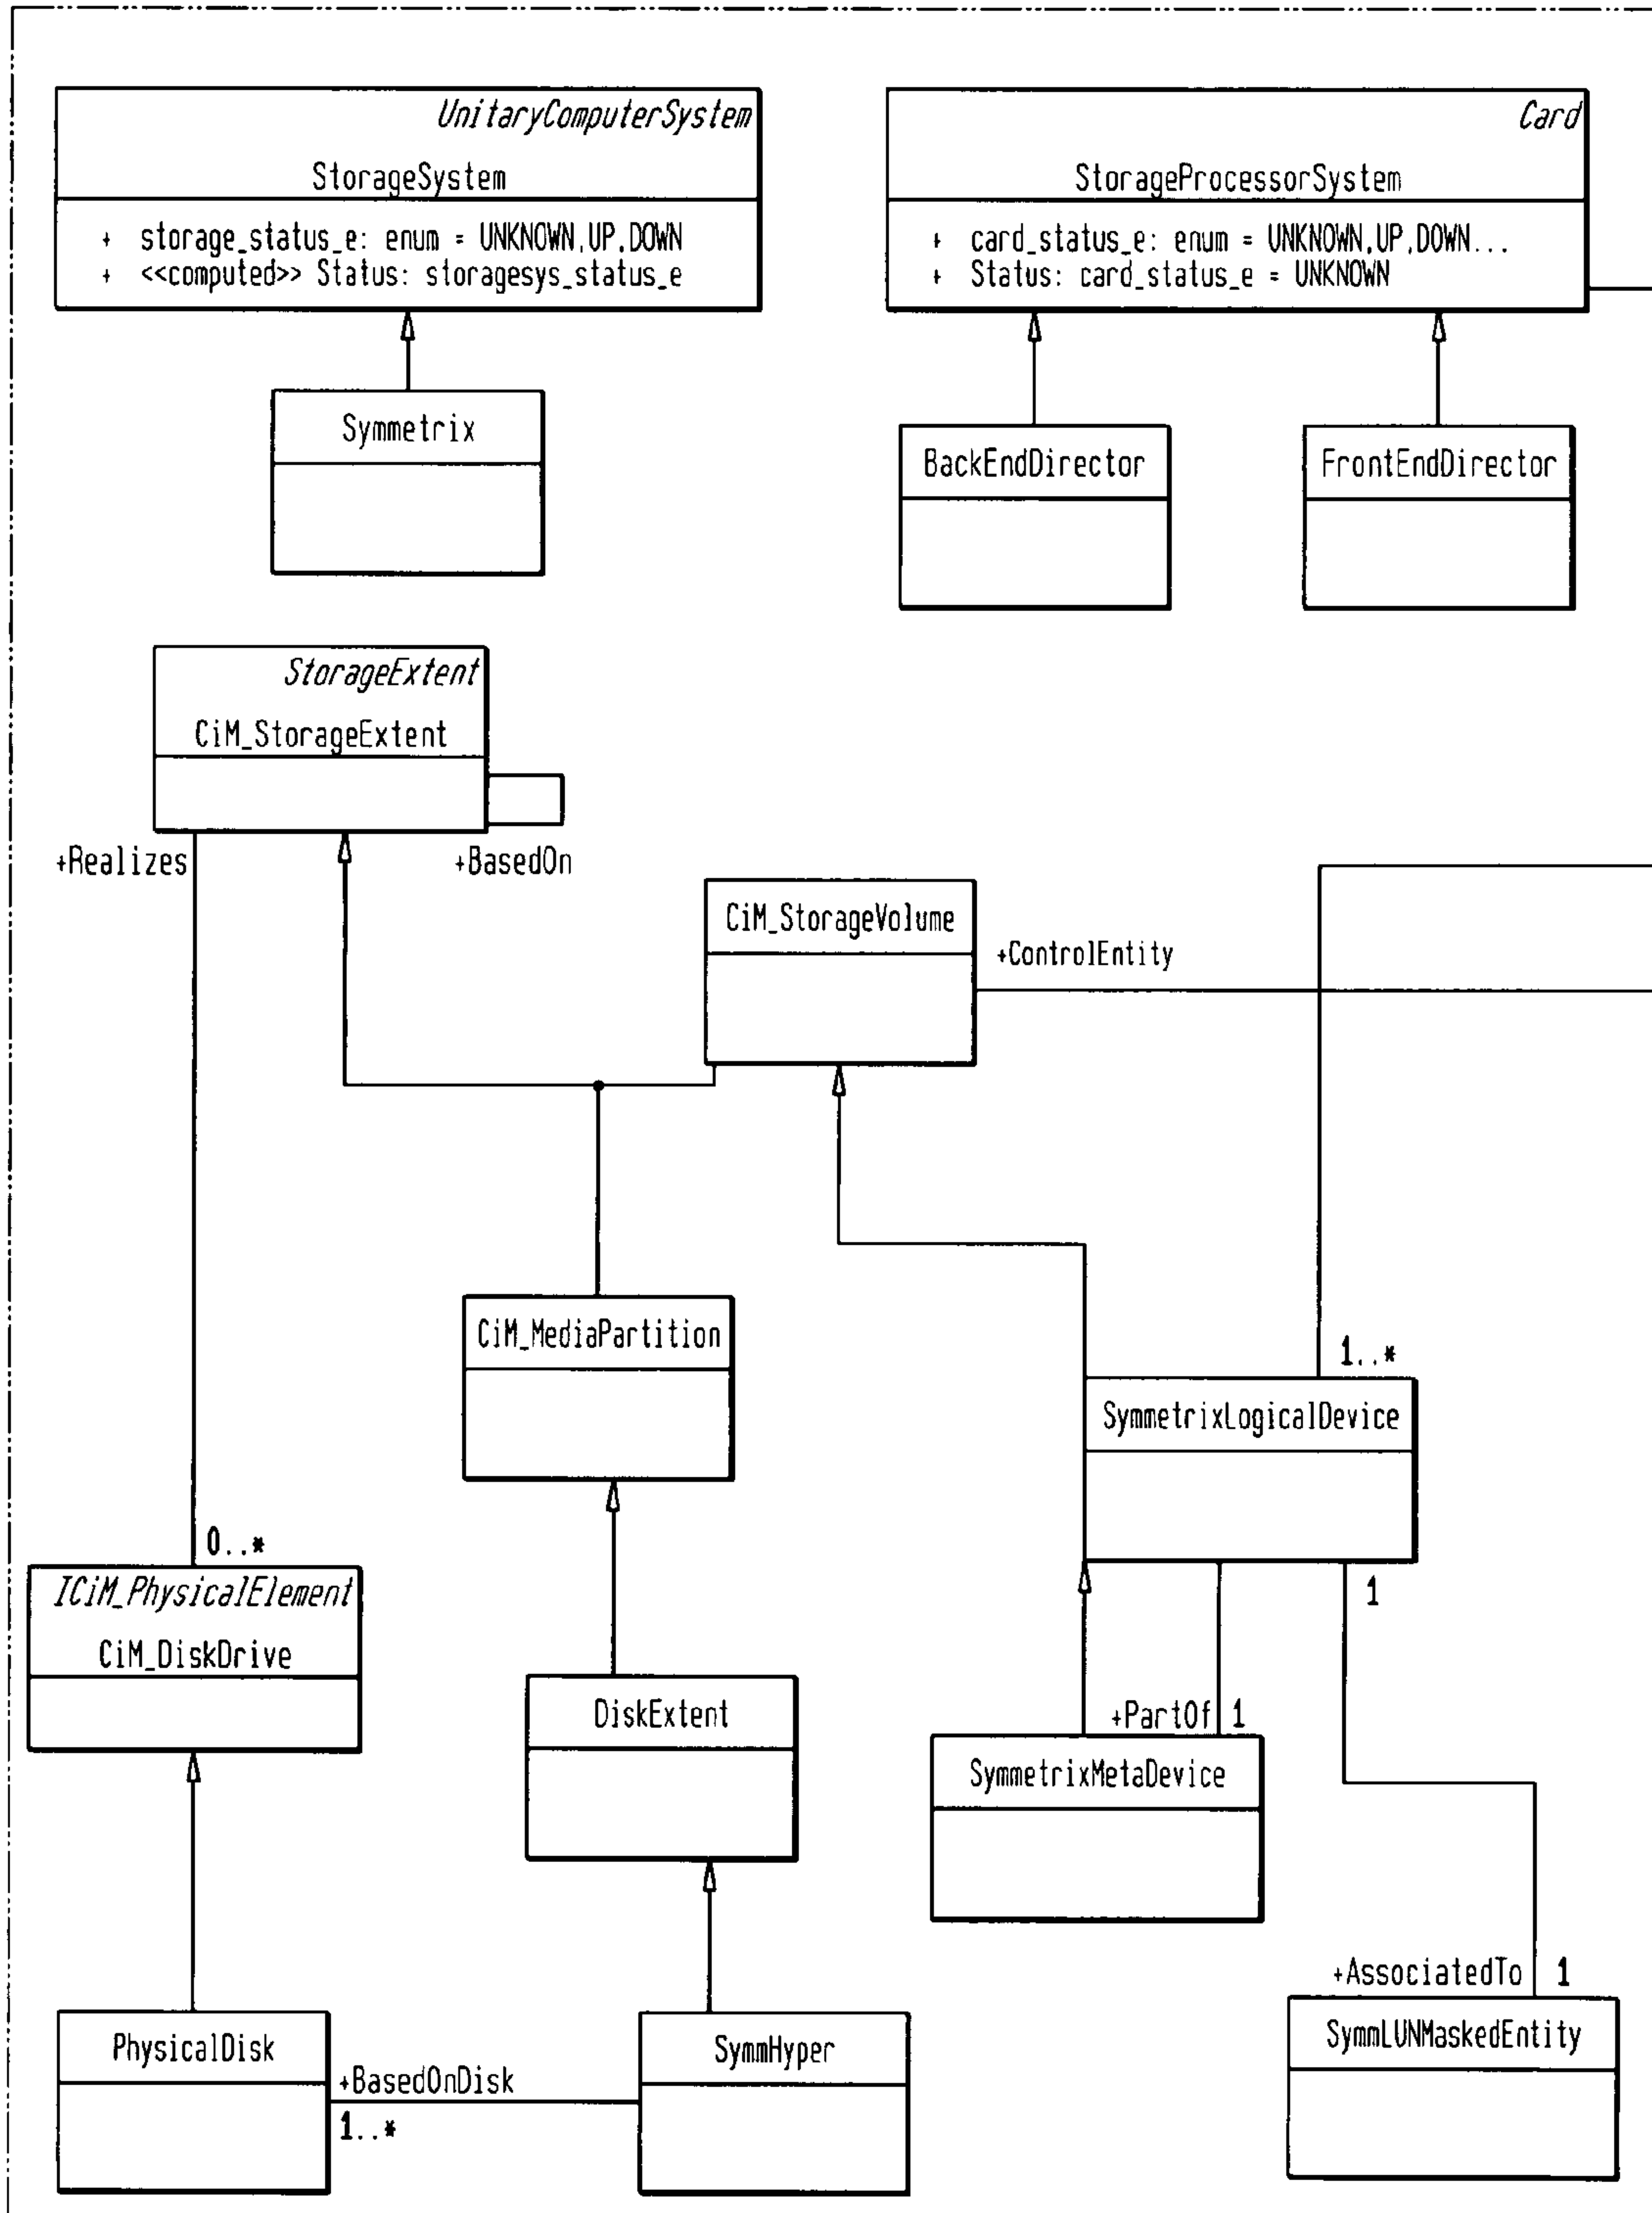 UnitaryComputerSystem
StorageSystem
+ storage_status_e: enum = UNKNOWN,UP,DOWN
+ <<computed>> Status: storagesys_status_e
Card
StorageProcessorSystem
+ card_status_e: enum = UNKNOWN,UP,DOWN...
+ Status: card_status_e = UNKNOWN
Symmetrix
BackEndDirector
FrontEndDirector
StorageExtent
CiM_StorageExtent
+Realizes
+BasedOn
CiM_StorageVolume
+ControlEntity
CiM_MediaPartition
1..*
SymmetrixLogicalDevice
0..*
ICiM_PhysicalElement
CiM_DiskDrive
1
DiskExtent
+PartOf 1
SymmetrixMetaDevice
+AssociatedTo 1
PhysicalDisk
+BasedOnDisk
1..*
SymmHyper
SymmLUNMaskedEntity